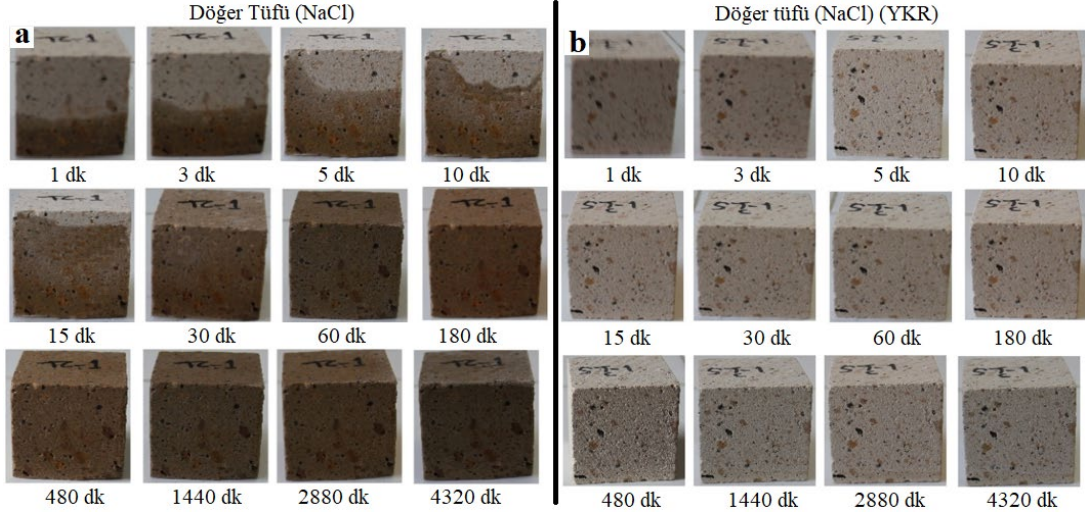 Döğer Tüfü (NaCl)
a
1 dk 3 dk 5 dk 10 dk
15 dk 30 dk 60 dk 180 dk
480 dk 1440 dk 2880 dk 4320 dk
Döğer tüfü (NaCl) (YKR)
b
1 dk 3 dk 5 dk 10 dk
15 dk 30 dk 60 dk 180 dk
480 dk 1440 dk 2880 dk 4320 dk